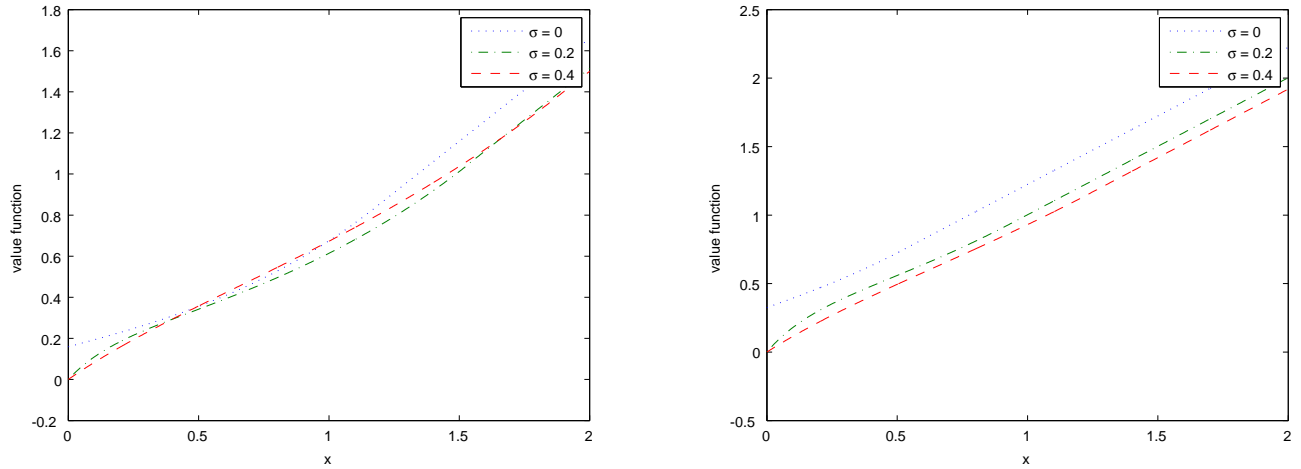 1.8
1.6
1.4
1.2
1
0.8
0.6
0.4
0.2
0
-0.2
value function
0
0.5
1
1.5
2
x
σ = 0
σ = 0.2
σ = 0.4
2.5
2
1.5
1
0.5
0
-0.5
value function
0
0.5
1
1.5
2
x
σ = 0
σ = 0.2
σ = 0.4